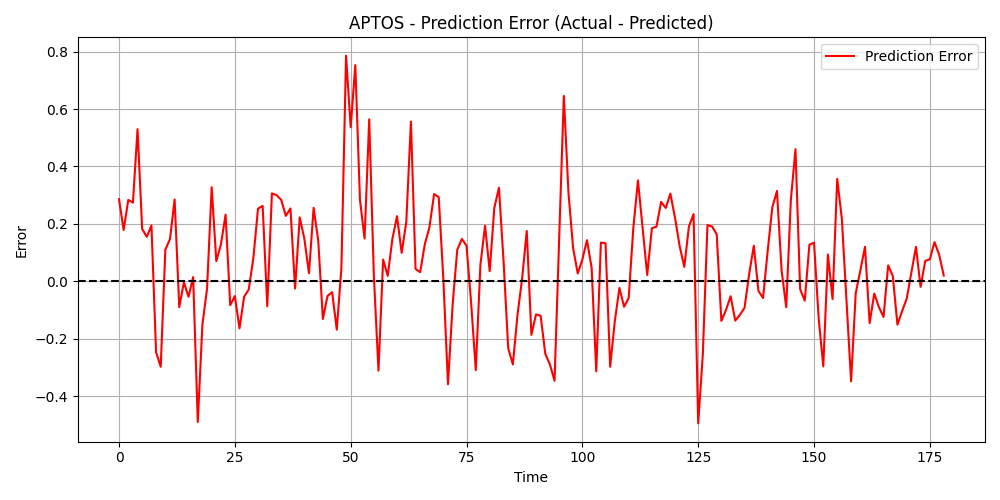 APTOS - Prediction Error (Actual - Predicted)
Prediction Error
Error
0.8
0.6
0.4
0.2
0.0
−0.2
−0.4
0 25 50 75 100 125 150 175
Time